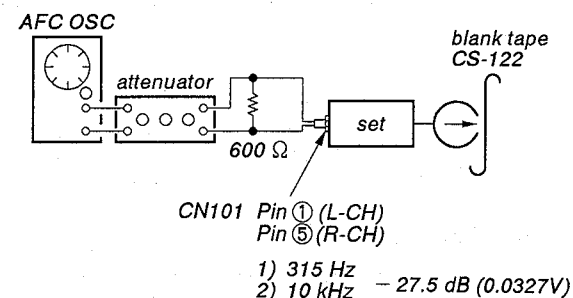 AFC OSC
attenuator
600 Ω
set
blank tape
CS-122
CN101 Pin ① (L-CH)
Pin ⑤ (R-CH)
1) 315 Hz
2) 10 kHz − 27.5 dB (0.0327V)